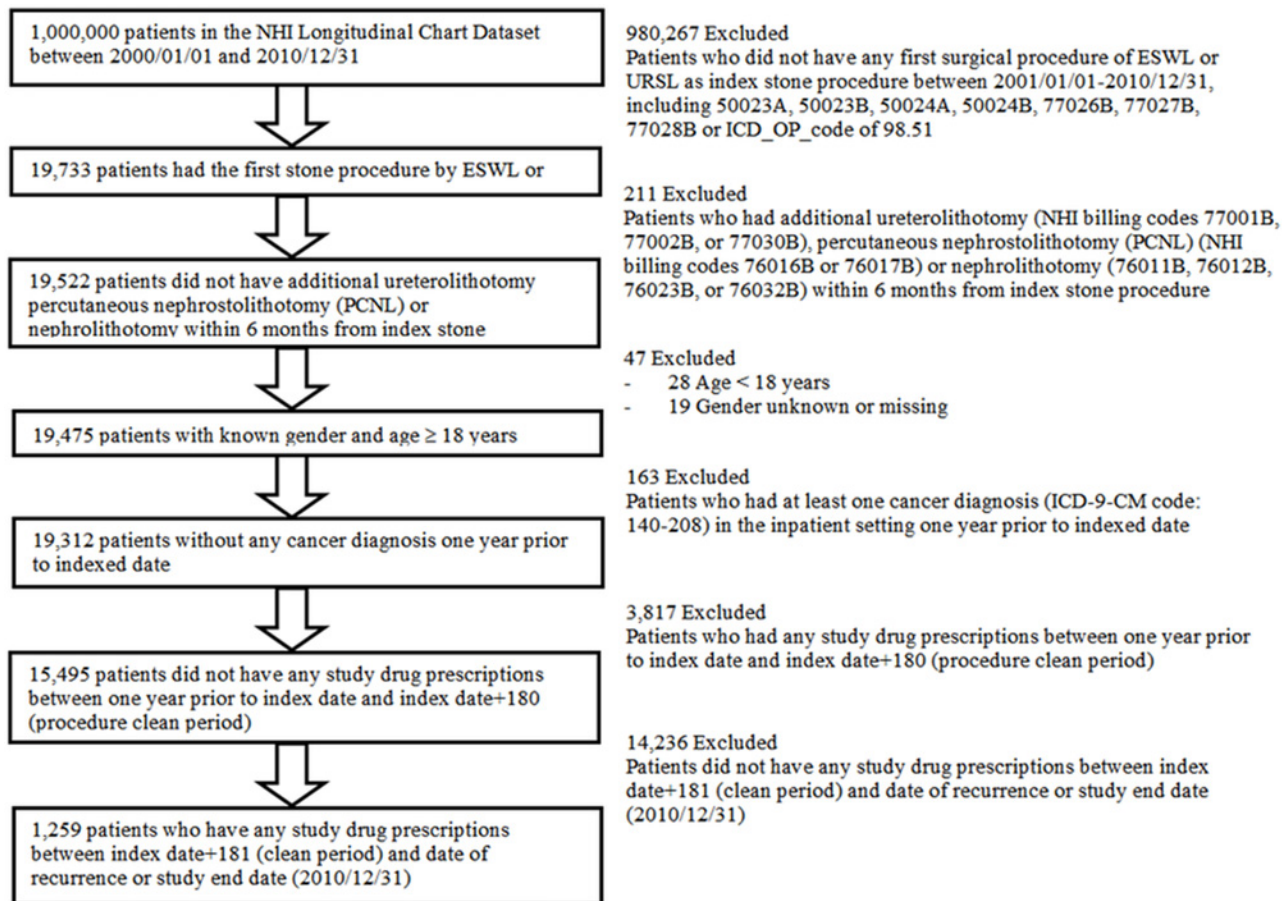 1,000,000 patients in the NHI Longitudinal Chart Dataset
between 2000/01/01 and 2010/12/31
980,267 Excluded
Patients who did not have any first surgical procedure of ESWL or
URSL as index stone procedure between 2001/01/01-2010/12/31,
including 50023A, 50023B, 50024A, 50024B, 77026B, 77027B,
77028B or ICD_OP_code of 98.51
19,733 patients had the first stone procedure by ESWL or
211 Excluded
Patients who had additional ureterolithotomy (NHI billing codes 77001B,
77002B, or 77030B), percutaneous nephrostolithotomy (PCNL) (NHI
billing codes 76016B or 76017B) or nephrolithotomy (76011B, 76012B,
76023B, or 76032B) within 6 months from index stone procedure
19,522 patients did not have additional ureterolithotomy
percutaneous nephrostolithotomy (PCNL) or
nephrolithotomy within 6 months from index stone
47 Excluded
- 28 Age < 18 years
- 19 Gender unknown or missing
19,475 patients with known gender and age ≥ 18 years
163 Excluded
Patients who had at least one cancer diagnosis (ICD-9-CM code:
140-208) in the inpatient setting one year prior to indexed date
19,312 patients without any cancer diagnosis one year prior
to indexed date
3,817 Excluded
Patients who had any study drug prescriptions between one year prior
to index date and index date+180 (procedure clean period)
15,495 patients did not have any study drug prescriptions
between one year prior to index date and index date+180
(procedure clean period)
14,236 Excluded
Patients did not have any study drug prescriptions between index
date+181 (clean period) and date of recurrence or study end date
(2010/12/31)
1,259 patients who have any study drug prescriptions
between index date+181 (clean period) and date of
recurrence or study end date (2010/12/31)